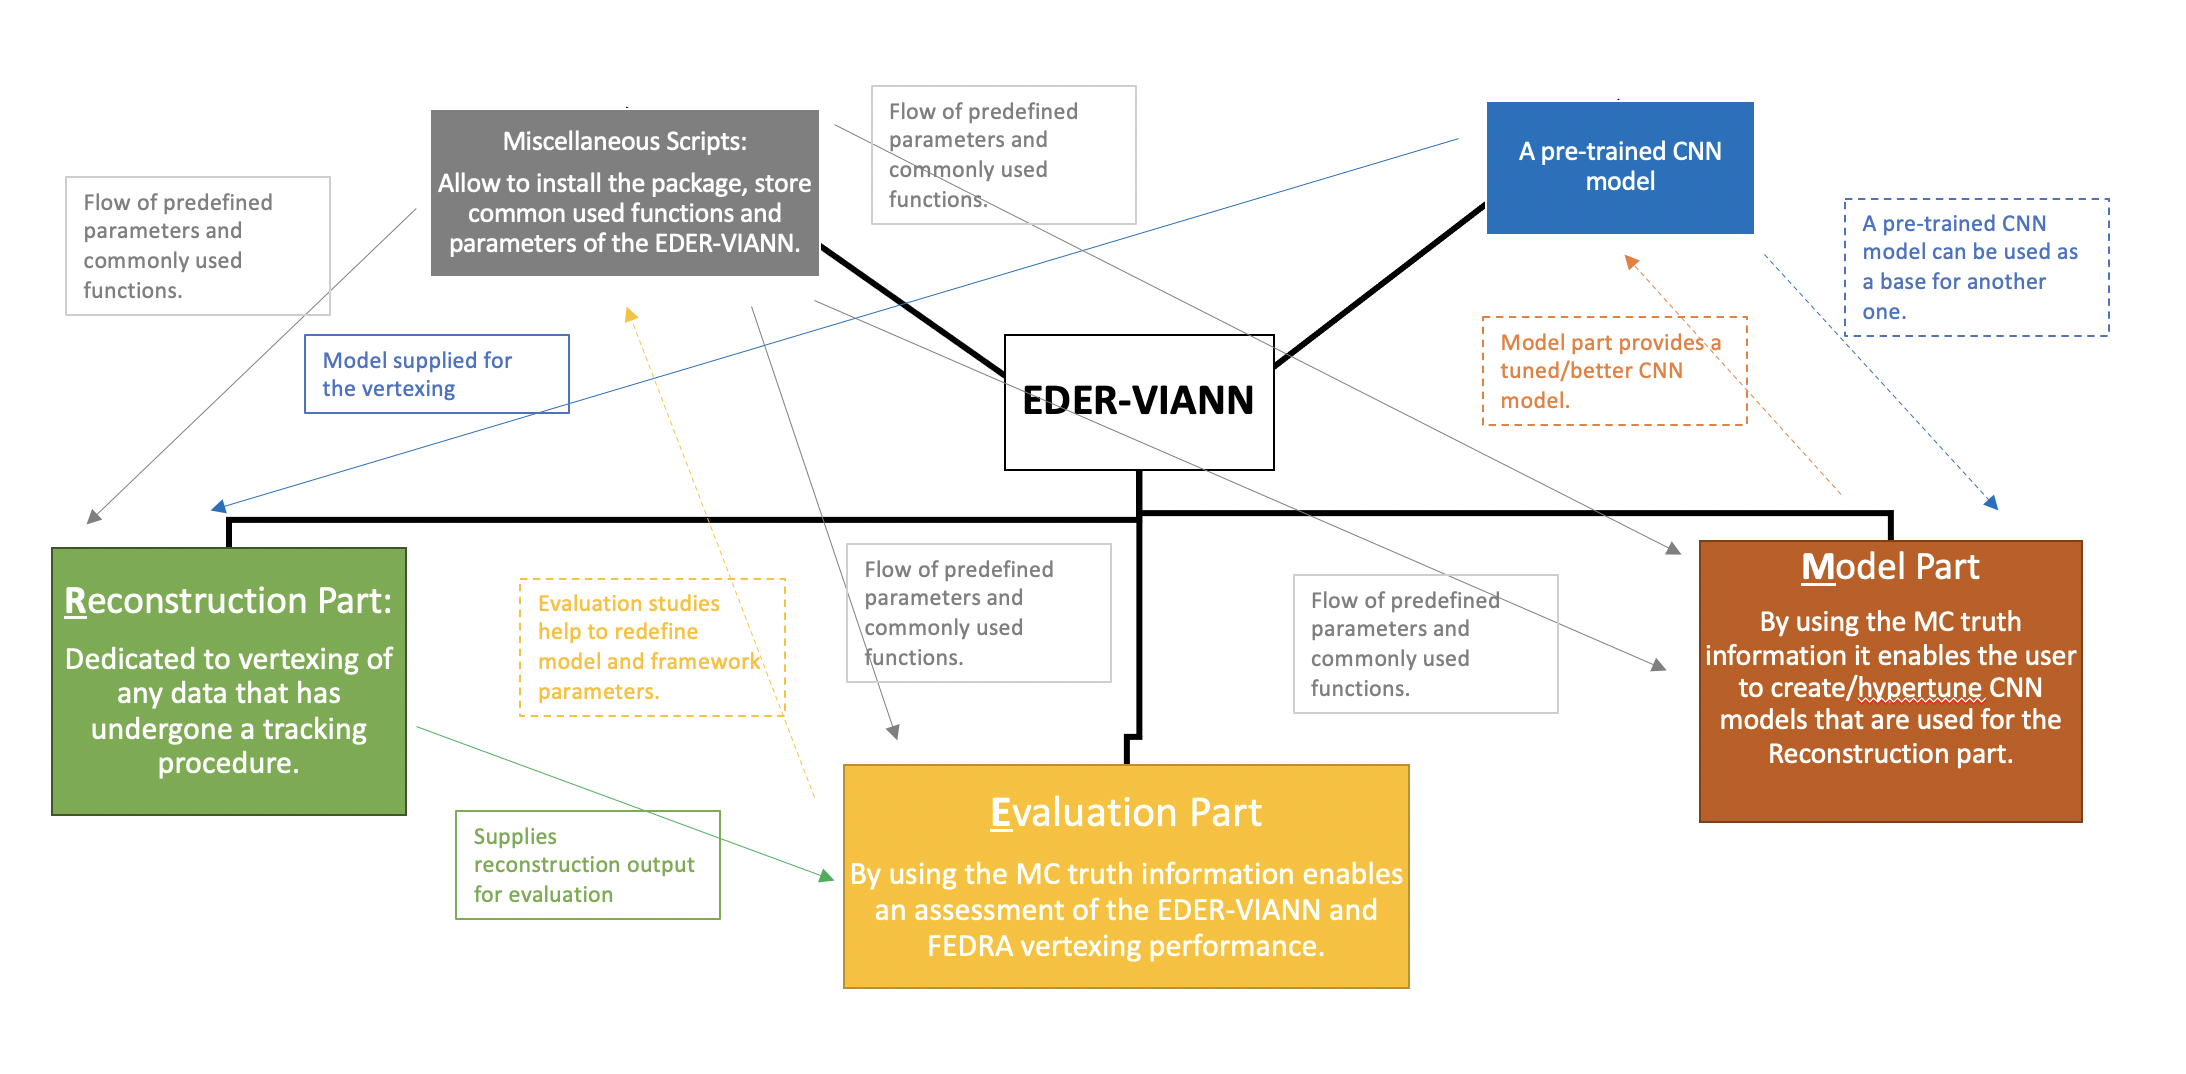 Flow of predefined
parameters and
commonly used
functions.
Miscellaneous Scripts:
Allow to install the package, store
common used functions and
parameters of the EDER-VIANN.
Flow of predefined
parameters and
commonly used
functions.
A pre-trained CNN
model
A pre-trained CNN
model can be used as
a base for another
one.
Model supplied for
the vertexing
EDER-VIANN
Model part provides a
tuned/better CNN
model.
Reconstruction Part:
Dedicated to vertexing of
any data that has
undergone a tracking
procedure.
Evaluation studies
help to redefine
model and framework
parameters.
Flow of predefined
parameters and
commonly used
functions.
Flow of predefined
parameters and
commonly used
functions.
Model Part
By using the MC truth
information it enables the user
to create/hypertune CNN
models that are used for the
Reconstruction part.
Supplies
reconstruction output
for evaluation
Evaluation Part
By using the MC truth information enables
an assessment of the EDER-VIANN and
FEDRA vertexing performance.